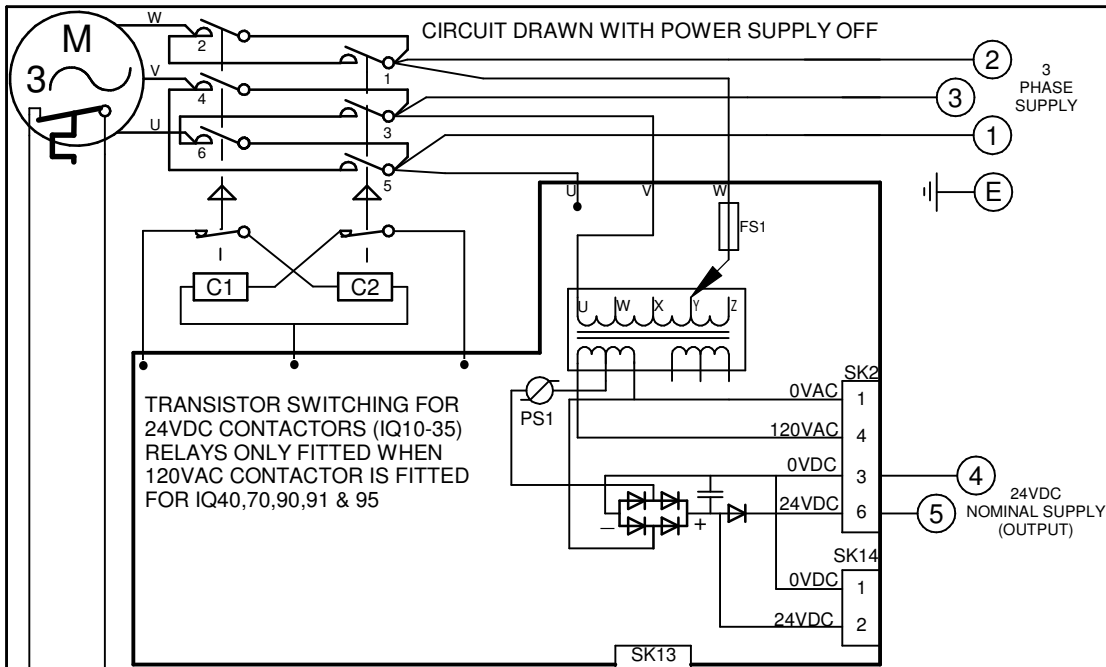 CIRCUIT DRAWN WITH POWER SUPPLY OFF
M
3
W
V
U
2
4
6
1
3
5
2
3
1
E
3
PHASE
SUPPLY
U
V
W
FS1
C1
C2
U W X Y Z
PS1
TRANSISTOR SWITCHING FOR
24VDC CONTACTORS (IQ10-35)
RELAYS ONLY FITTED WHEN
120VAC CONTACTOR IS FITTED
FOR IQ40,70,90,91 & 95
SK2
0VAC 1
120VAC 4
0VDC 3
24VDC 6
4
5
24VDC
NOMINAL SUPPLY
(OUTPUT)
− +
SK14
0VDC 1
24VDC 2
SK13